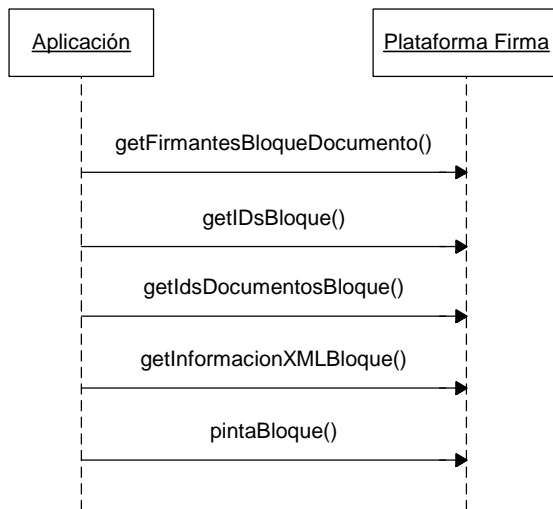 Aplicación
Plataforma Firma
getFirmantesBloqueDocumento()
getIDsBloque()
getIdsDocumentosBloque()
getInformacionXMLBloque()
pintaBloque()